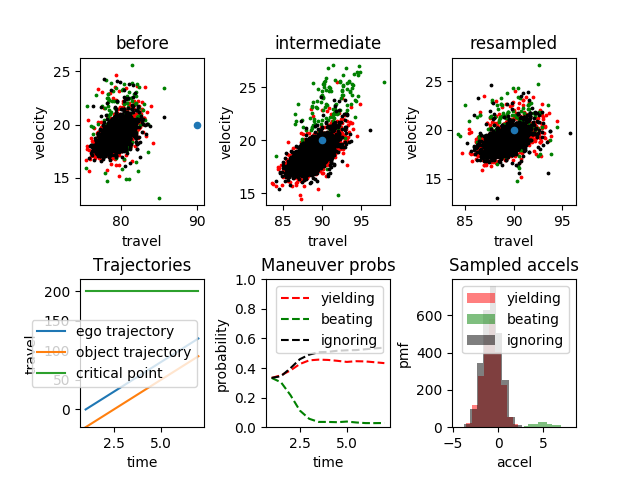 before
25
20
15
velocity
80
90
travel
intermediate
25
20
15
velocity
85
90
95
travel
resampled
25
20
15
velocity
85
90
95
travel
Trajectories
200
150
100
50
0
travel
ego trajectory
object trajectory
critical point
2.5
5.0
time
Maneuver probs
1.0
0.8
0.6
0.4
0.2
0.0
probability
yielding
beating
ignoring
2.5
5.0
time
Sampled accels
600
400
200
0
pmf
yielding
beating
ignoring
−5
0
5
accel